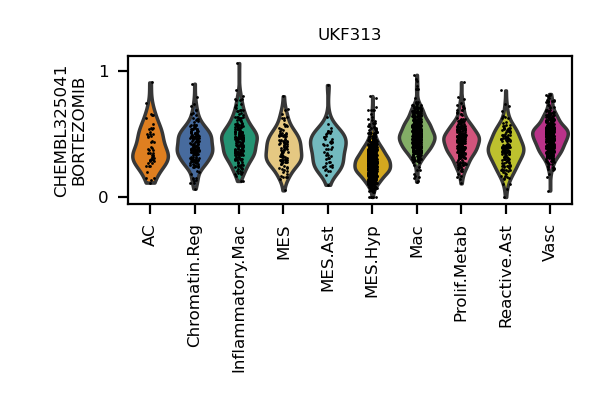 UKF313
CHEMBL325041
BORTEZOMIB
1
0
AC
Chromatin.Reg
Inflammatory.Mac
MES
MES.Ast
MES.Hyp
Mac
Prolif.Metab
Reactive.Ast
Vasc